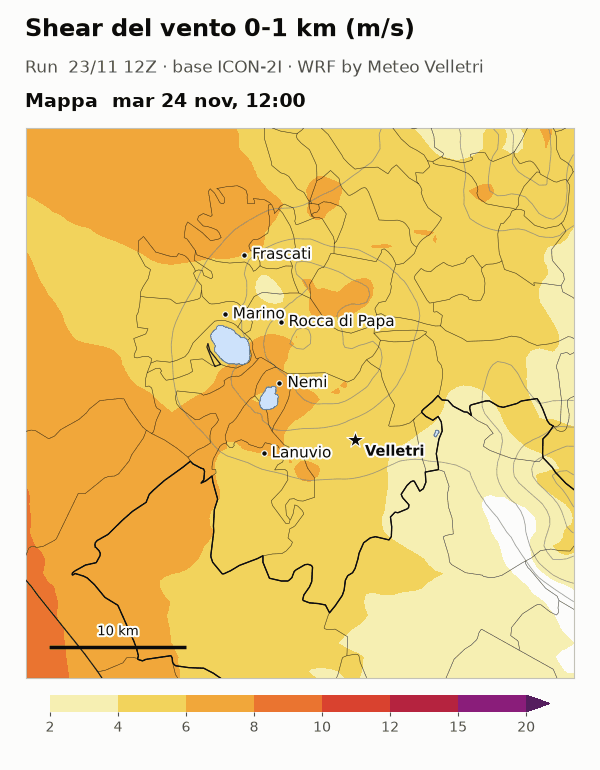 Shear del vento 0-1 km (m/s)
Run  23/11 12Z · base ICON-2I · WRF by Meteo Velletri
Mappa  mar 24 nov, 12:00
Frascati
Marino
Rocca di Papa
Nemi
Velletri
Lanuvio
10 km
2 4 6 8 10 12 15 20